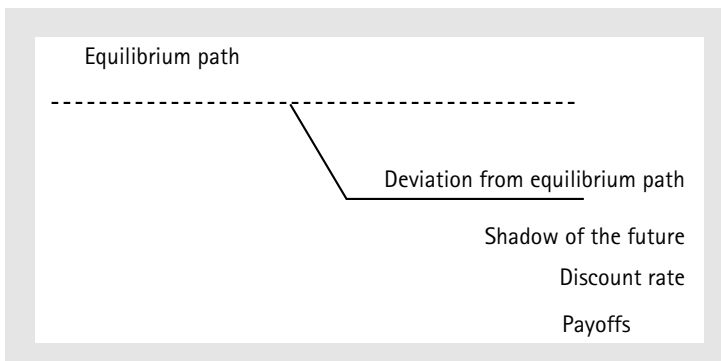 Equilibrium path
Deviation from equilibrium path
Shadow of the future
Discount rate
Payoffs